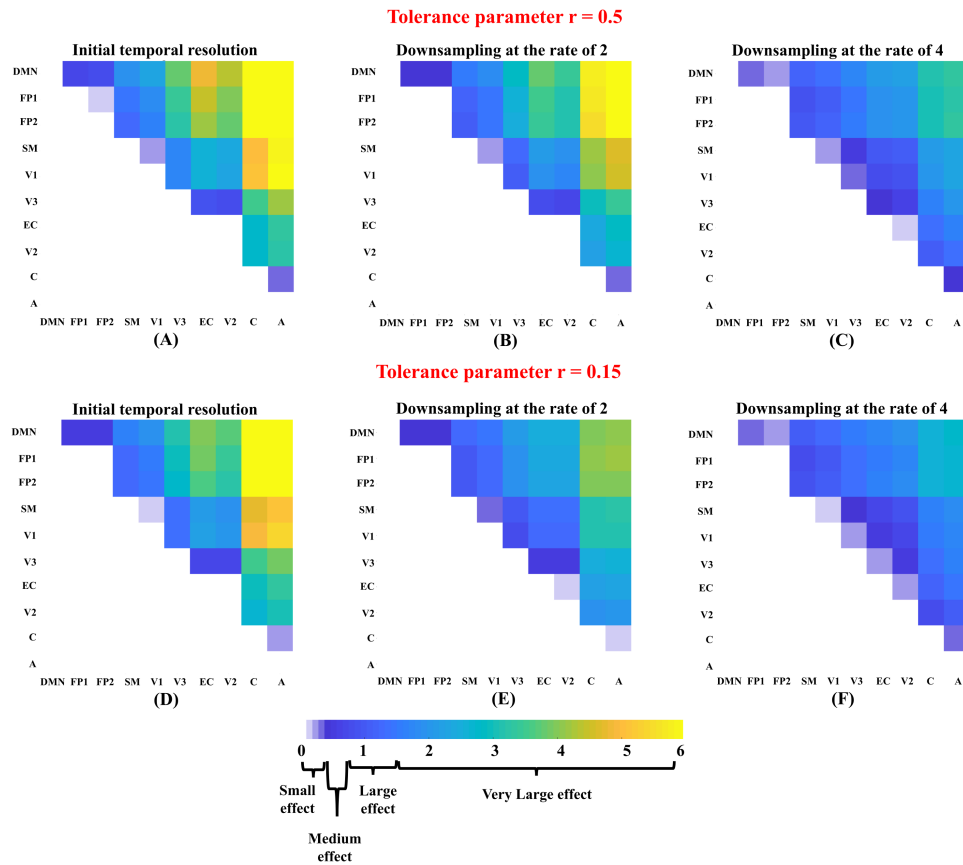 Tolerance parameter r = 0.5
Initial temporal resolution
Downsampling at the rate of 2
Downsampling at the rate of 4
DMN
FP1
FP2
SM
V1
V3
EC
V2
C
A
DMN FP1 FP2 SM V1 V3 EC V2 C A
(A)
DMN
FP1
FP2
SM
V1
V3
EC
V2
C
A
DMN FP1 FP2 SM V1 V3 EC V2 C A
(B)
DMN
FP1
FP2
SM
V1
V3
EC
V2
C
A
DMN FP1 FP2 SM V1 V3 EC V2 C A
(C)
Tolerance parameter r = 0.15
Initial temporal resolution
Downsampling at the rate of 2
Downsampling at the rate of 4
DMN
FP1
FP2
SM
V1
V3
EC
V2
C
A
DMN FP1 FP2 SM V1 V3 EC V2 C A
(D)
DMN
FP1
FP2
SM
V1
V3
EC
V2
C
A
DMN FP1 FP2 SM V1 V3 EC V2 C A
(E)
DMN
FP1
FP2
SM
V1
V3
EC
V2
C
A
DMN FP1 FP2 SM V1 V3 EC V2 C A
(F)
0 1 2 3 4 5 6
Small
effect
Medium
effect
Large
effect
Very Large effect